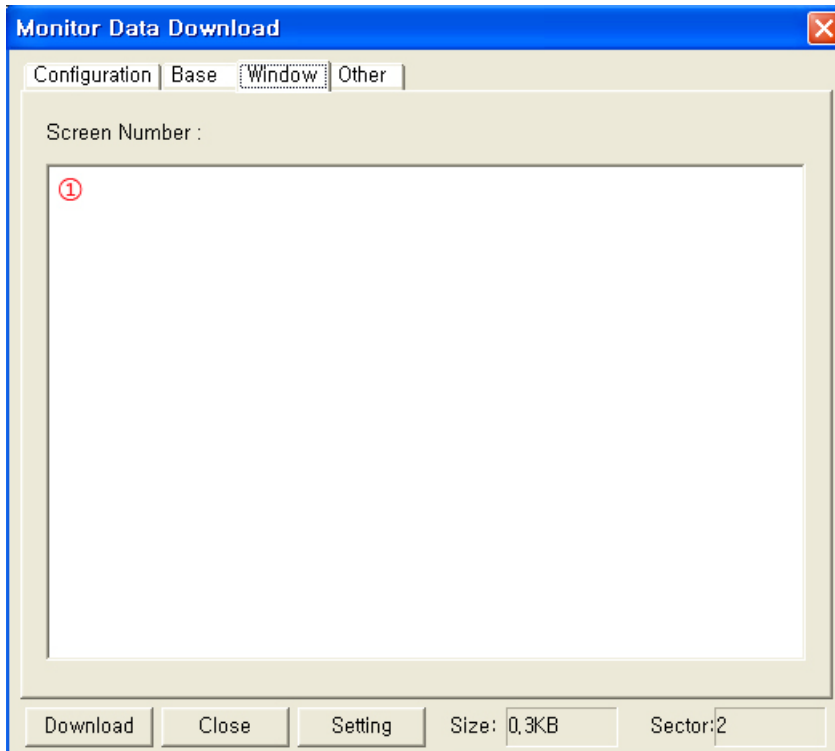 Monitor Data Download
Configuration Base Window Other
Screen Number :
①
Download Close Setting Size: 0,3KB Sector:2